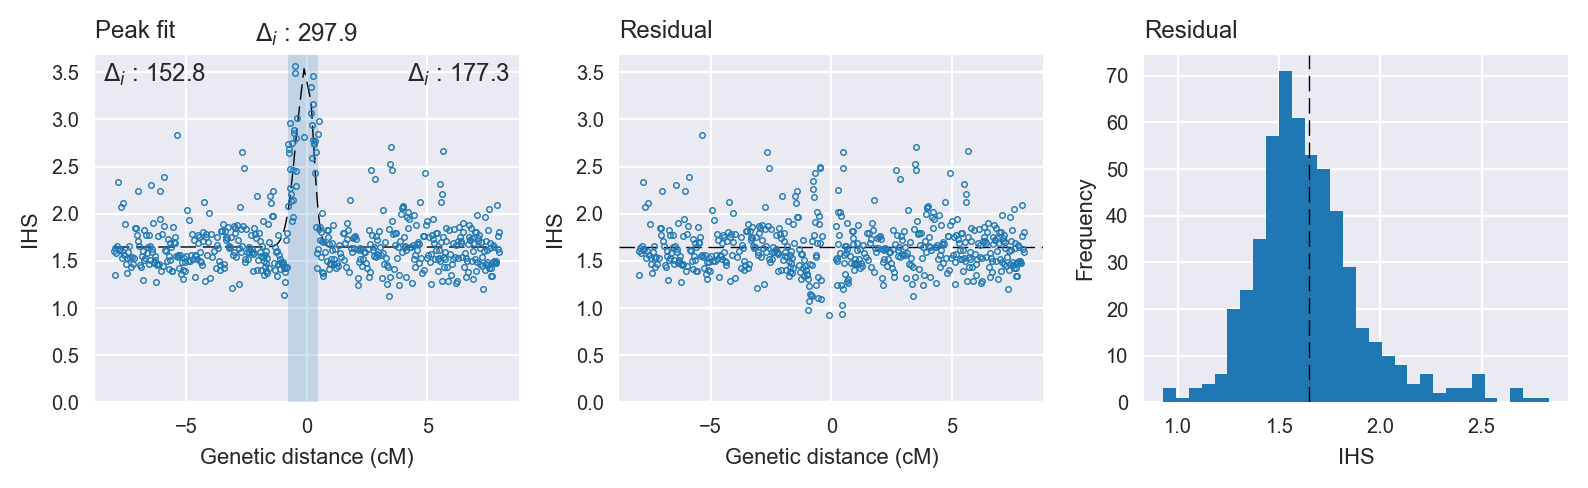 Peak fit
Δi : 297.9
Δi : 152.8
Δi : 177.3
3.5
3.0
2.5
2.0
1.5
1.0
0.5
0.0
IHS
−5
0
5
Genetic distance (cM)
Residual
3.5
3.0
2.5
2.0
1.5
1.0
0.5
0.0
IHS
−5
0
5
Genetic distance (cM)
Residual
70
60
50
40
30
20
10
0
Frequency
1.0
1.5
2.0
2.5
IHS